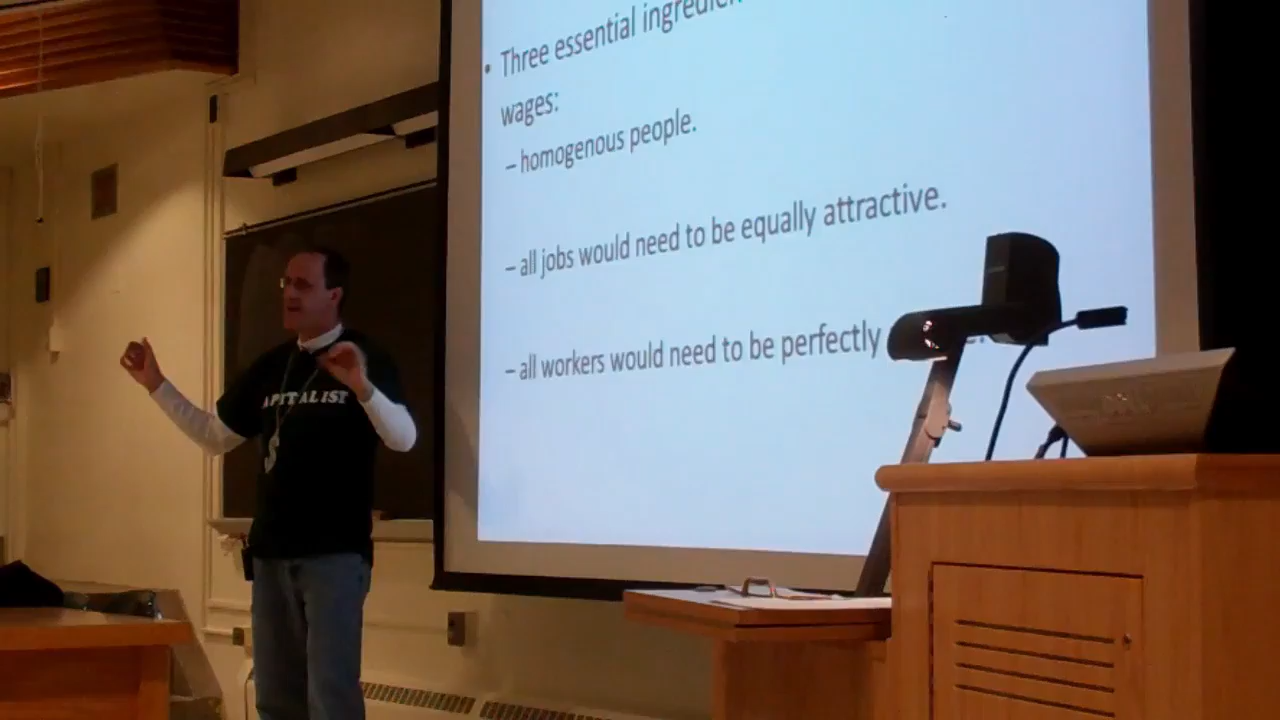 • Three essential
wages:
– homogenous people.
– all jobs would need to be equally attractive.
– all workers would need to be perfectly
APITALIST